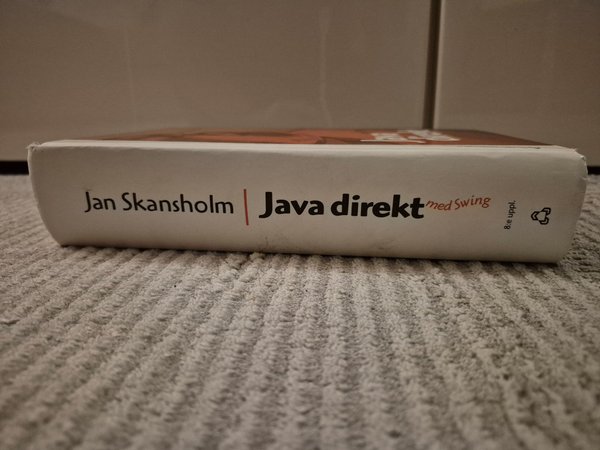 Jan Skansholm | Java direkt med Swing
8:e uppl.